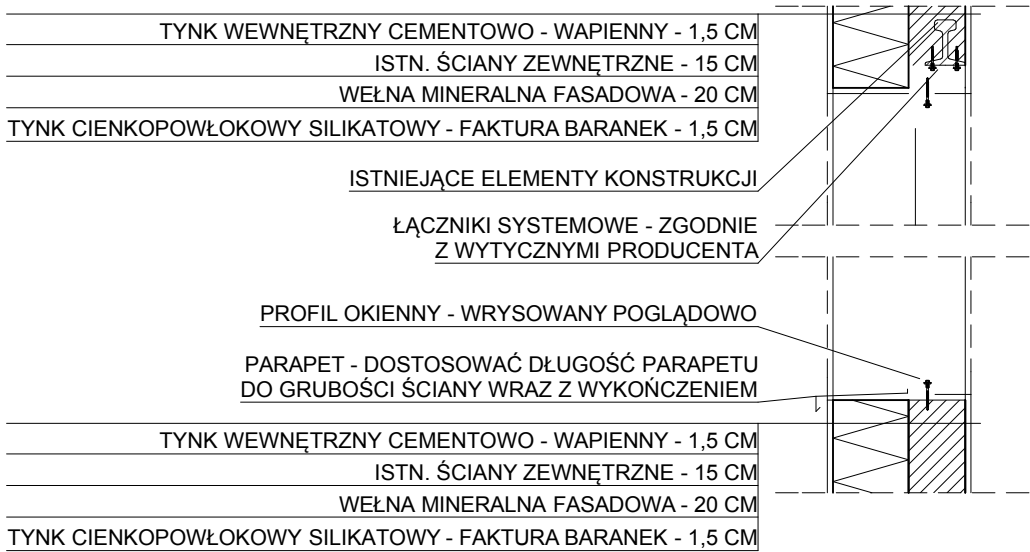 TYNK WEWNĘTRZNY CEMENTOWO - WAPIENNY - 1,5 CM
ISTN. ŚCIANY ZEWNĘTRZNE - 15 CM
WEŁNA MINERALNA FASADOWA - 20 CM
TYNK CIENKOPOWŁOKOWY SILIKATOWY - FAKTURA BARANEK - 1,5 CM
ISTNIEJĄCE ELEMENTY KONSTRUKCJI
ŁĄCZNIKI SYSTEMOWE - ZGODNIE
Z WYTYCZNYMI PRODUCENTA
PROFIL OKIENNY - WRYSOWANY POGLĄDOWO
PARAPET - DOSTOSOWAĆ DŁUGOŚĆ PARAPETU
DO GRUBOŚCI ŚCIANY WRAZ Z WYKOŃCZENIEM
TYNK WEWNĘTRZNY CEMENTOWO - WAPIENNY - 1,5 CM
ISTN. ŚCIANY ZEWNĘTRZNE - 15 CM
WEŁNA MINERALNA FASADOWA - 20 CM
TYNK CIENKOPOWŁOKOWY SILIKATOWY - FAKTURA BARANEK - 1,5 CM